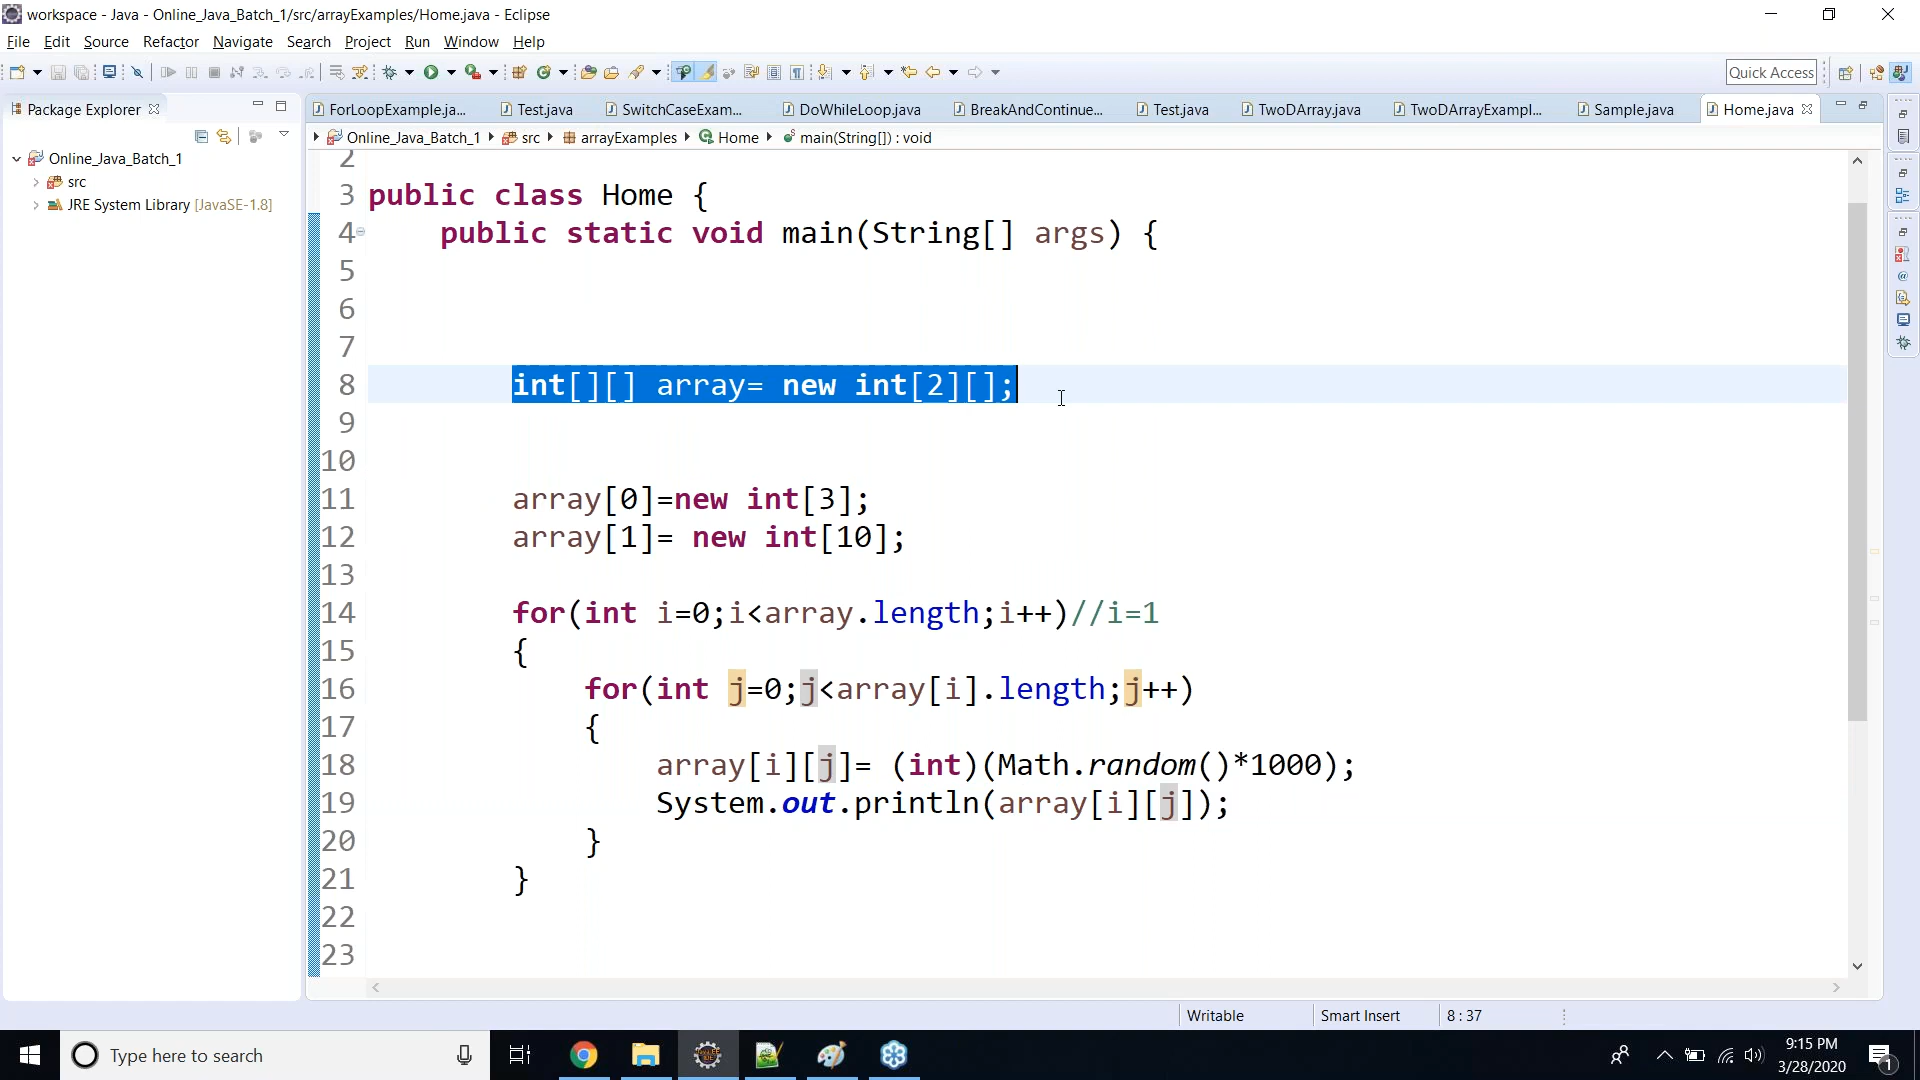 workspace - Java - Online_Java_Batch_1/src/arrayExamples/Home.java - Eclipse
File Edit Source Refactor Navigate Search Project Run Window Help
Quick Access
Package Explorer
ForLoopExample.ja... Test.java SwitchCaseExam... DoWhileLoop.java BreakAndContinue... Test.java TwoDArray.java TwoDArrayExampl... Sample.java Home.java
Online_Java_Batch_1 src arrayExamples Home main(String[]) : void
Online_Java_Batch_1
src
JRE System Library [JavaSE-1.8]
2
3 public class Home {
4 public static void main(String[] args) {
5
6
7
8 int[][] array= new int[2][];
9
10
11 array[0]=new int[3];
12 array[1]= new int[10];
13
14 for(int i=0;i<array.length;i++)//i=1
15 {
16 for(int j=0;j<array[i].length;j++)
17 {
18 array[i][j]= (int)(Math.random()*1000);
19 System.out.println(array[i][j]);
20 }
21 }
22
23
Writable Smart Insert 8 : 37
Type here to search
9:15 PM
3/28/2020
1